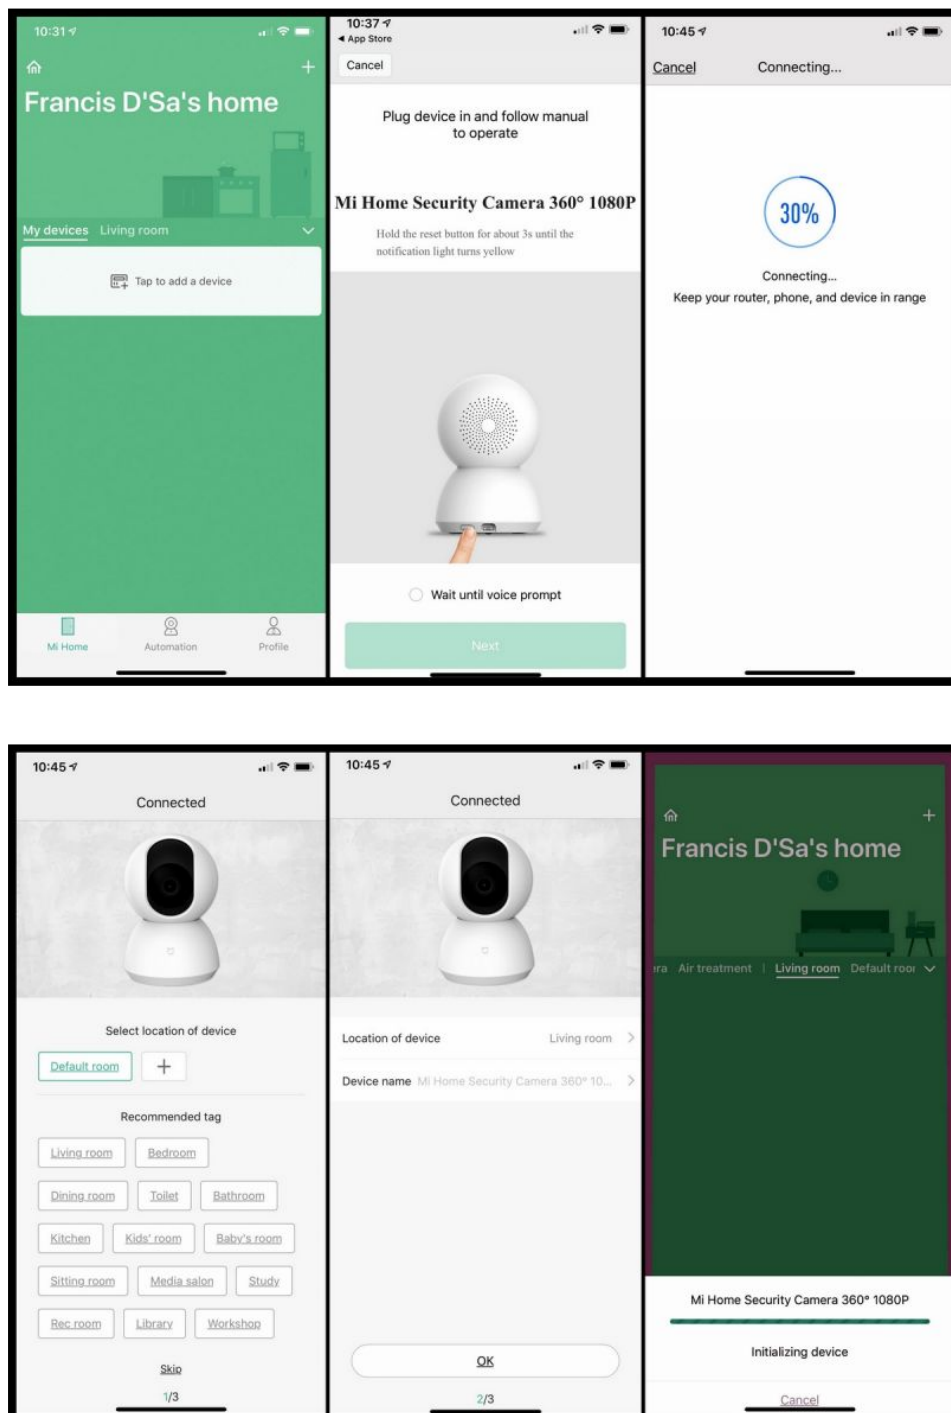 10:31
Francis D'Sa's home
My devices Living room
Tap to add a device
Mi Home Automation Profile
10:37
App Store
Cancel
Plug device in and follow manual
to operate
Mi Home Security Camera 360° 1080P
Hold the reset button for about 3s until the
notification light turns yellow
Wait until voice prompt
Next
10:45
Cancel Connecting...
30%
Connecting...
Keep your router, phone, and device in range
10:45
Connected
Select location of device
Default room +
Recommended tag
Living room Bedroom
Dining room Toilet Bathroom
Kitchen Kids' room Baby's room
Sitting room Media salon Study
Rec room Library Workshop
Skip
1/3
10:45
Connected
Location of device Living room
Device name Mi Home Security Camera 360° 10...
OK
2/3
Francis D'Sa's home
era Air treatment | Living room Default roor
Mi Home Security Camera 360° 1080P
Initializing device
Cancel